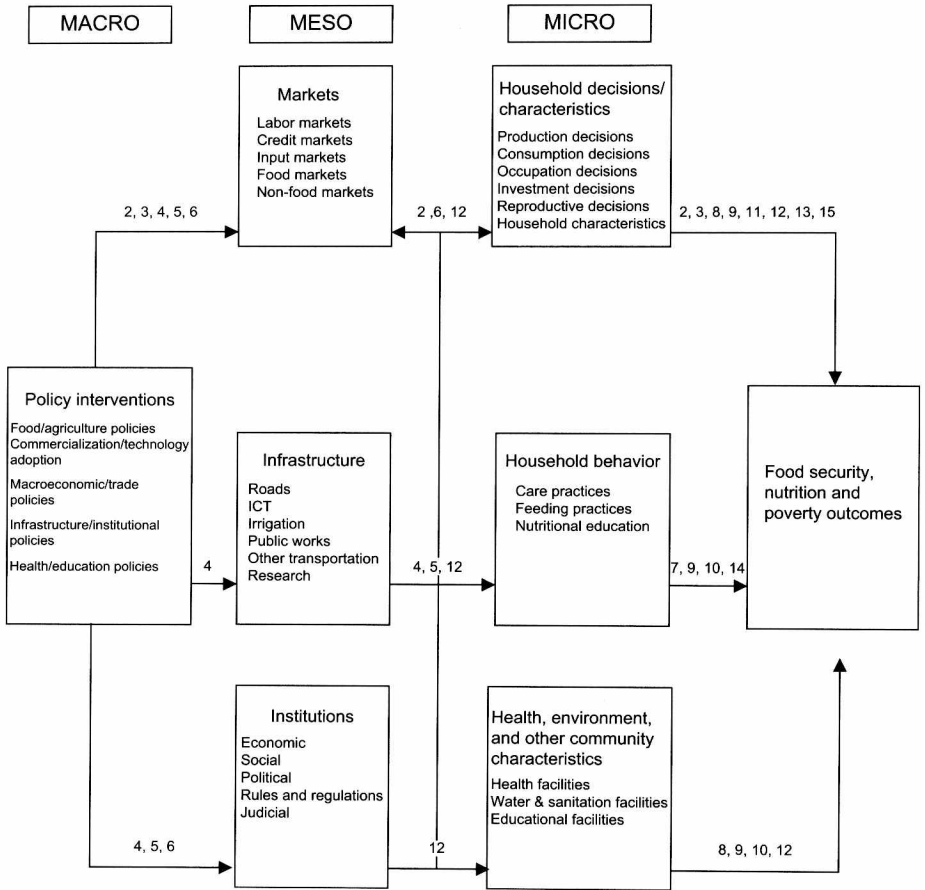 MACRO
MESO
MICRO
Markets
Labor markets
Credit markets
Input markets
Food markets
Non-food markets
Household decisions/
characteristics
Production decisions
Consumption decisions
Occupation decisions
Investment decisions
Reproductive decisions
Household characteristics
2, 3, 4, 5, 6
2 ,6, 12
2, 3, 8, 9, 11, 12, 13, 15
Policy interventions
Food/agriculture policies
Commercialization/technology
adoption
Macroeconomic/trade
policies
Infrastructure/institutional
policies
Health/education policies
4
Infrastructure
Roads
ICT
Irrigation
Public works
Other transportation
Research
4, 5, 12
Household behavior
Care practices
Feeding practices
Nutritional education
7, 9, 10, 14
Food security,
nutrition and
poverty outcomes
Institutions
Economic
Social
Political
Rules and regulations
Judicial
Health, environment,
and other community
characteristics
Health facilities
Water & sanitation facilities
Educational facilities
4, 5, 6
12
8, 9, 10, 12